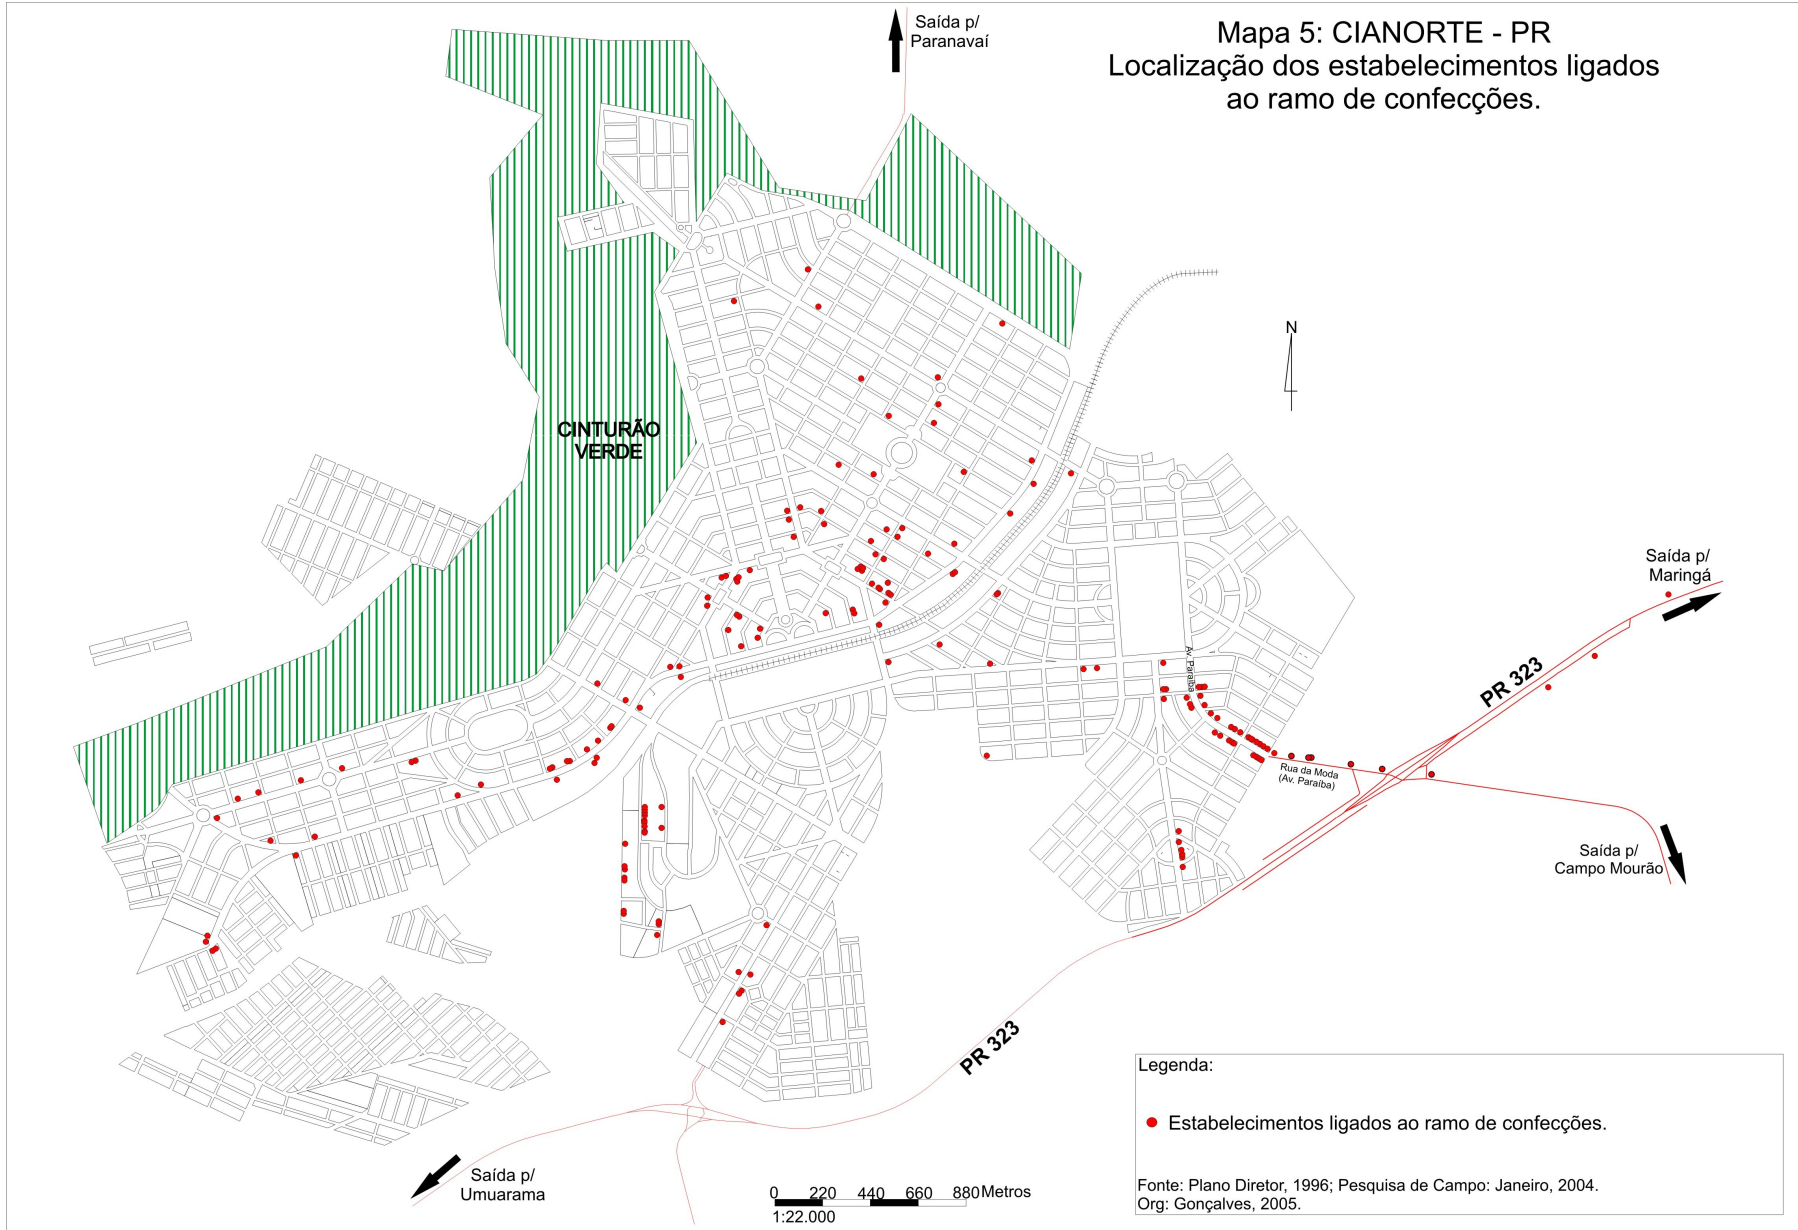 Mapa 5: CIANORTE - PR
Localização dos estabelecimentos ligados
ao ramo de confecções.
Saída p/
Paranavaí
N
CINTURÃO
VERDE
Saída p/
Maringá
PR 323
Av. Paraíba
Rua da Moda
(Av. Paraíba)
Saída p/
Campo Mourão
PR 323
Saída p/
Umuarama
0 220 440 660 880 Metros
1:22.000
Legenda:
Estabelecimentos ligados ao ramo de confecções.
Fonte: Plano Diretor, 1996; Pesquisa de Campo: Janeiro, 2004.
Org: Gonçalves, 2005.